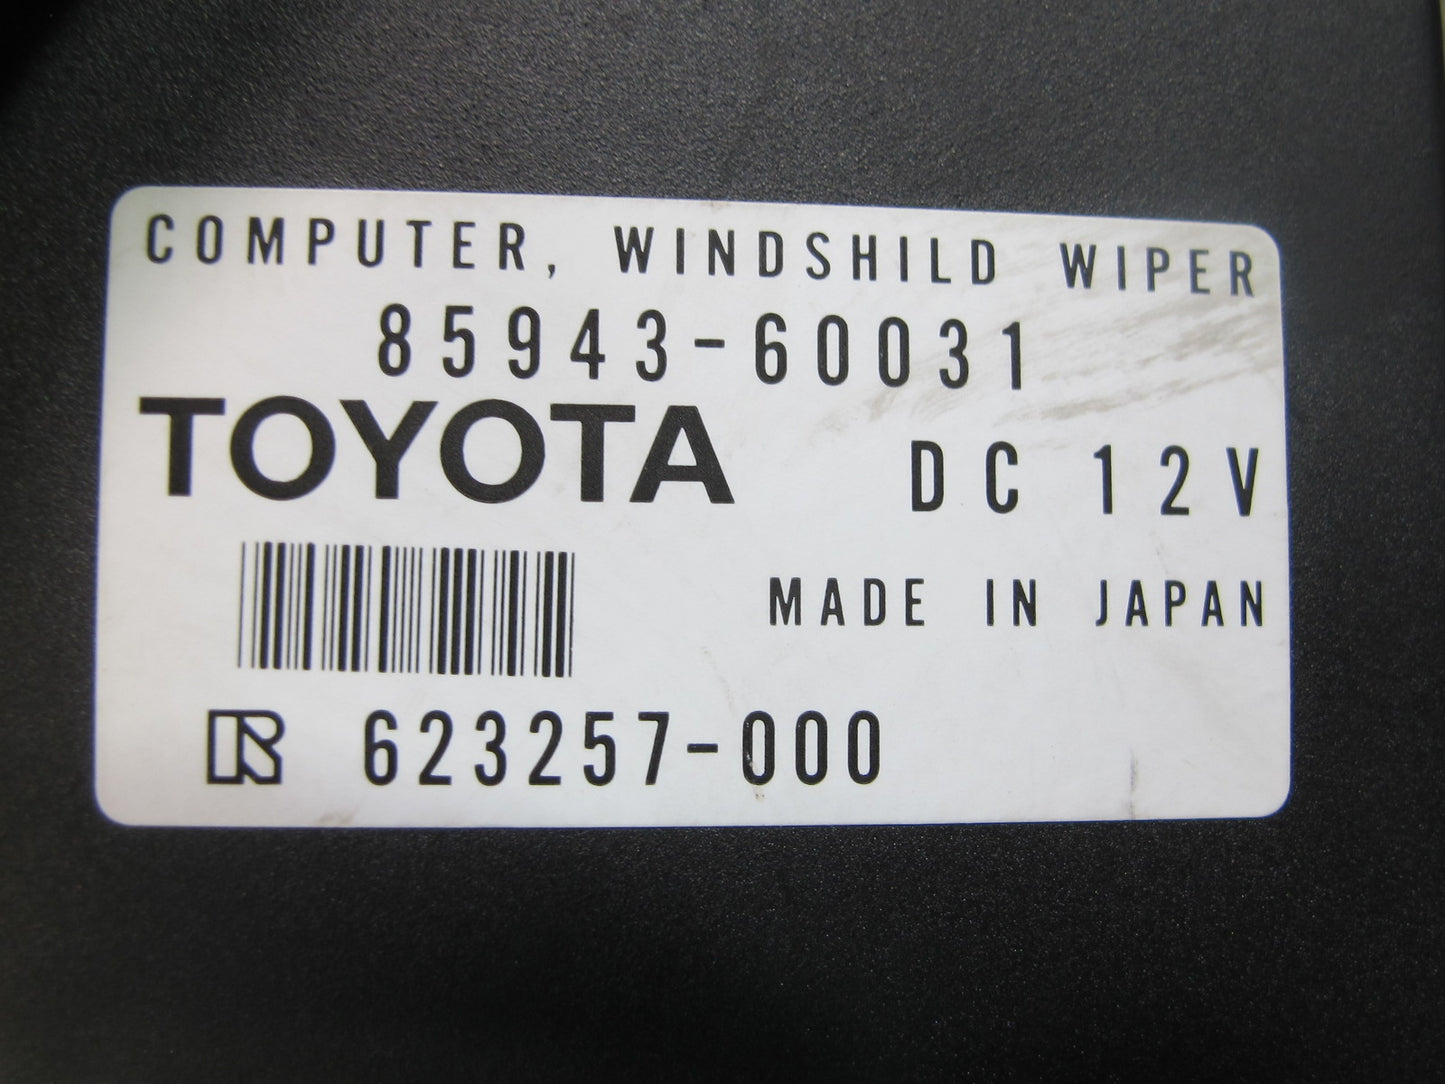 COMPUTER, WINDSHILD WIPER
85943-60031
TOYOTA DC 12V
MADE IN JAPAN
R 623257-000